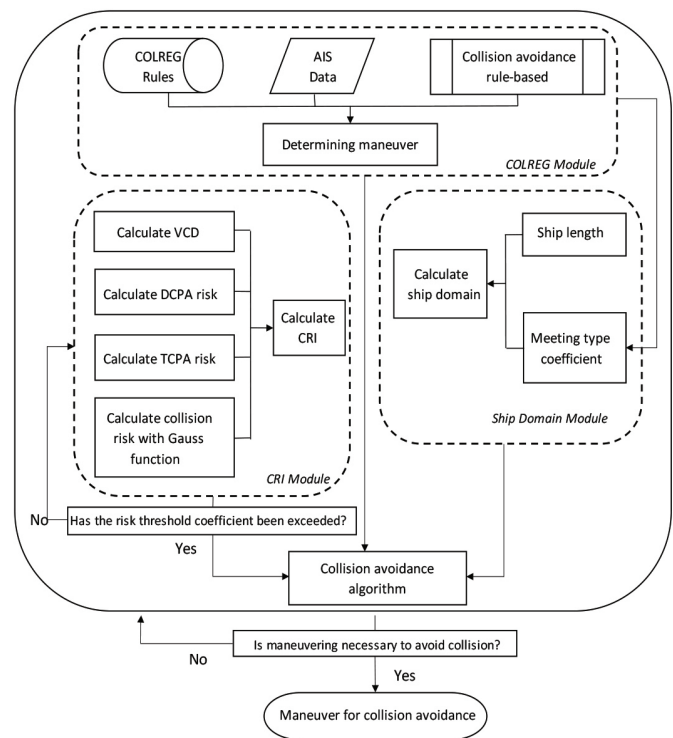 COLREG
Rules
AIS
Data
Collision avoidance
rule-based
Determining maneuver
COLREG Module
Calculate VCD
Calculate DCPA risk
Calculate TCPA risk
Calculate collision
risk with Gauss
function
Calculate
CRI
CRI Module
Ship length
Calculate
ship domain
Meeting type
coefficient
Ship Domain Module
No
Has the risk threshold coefficient been exceeded?
Yes
Collision avoidance
algorithm
Is maneuvering necessary to avoid collision?
No
Yes
Maneuver for collision avoidance